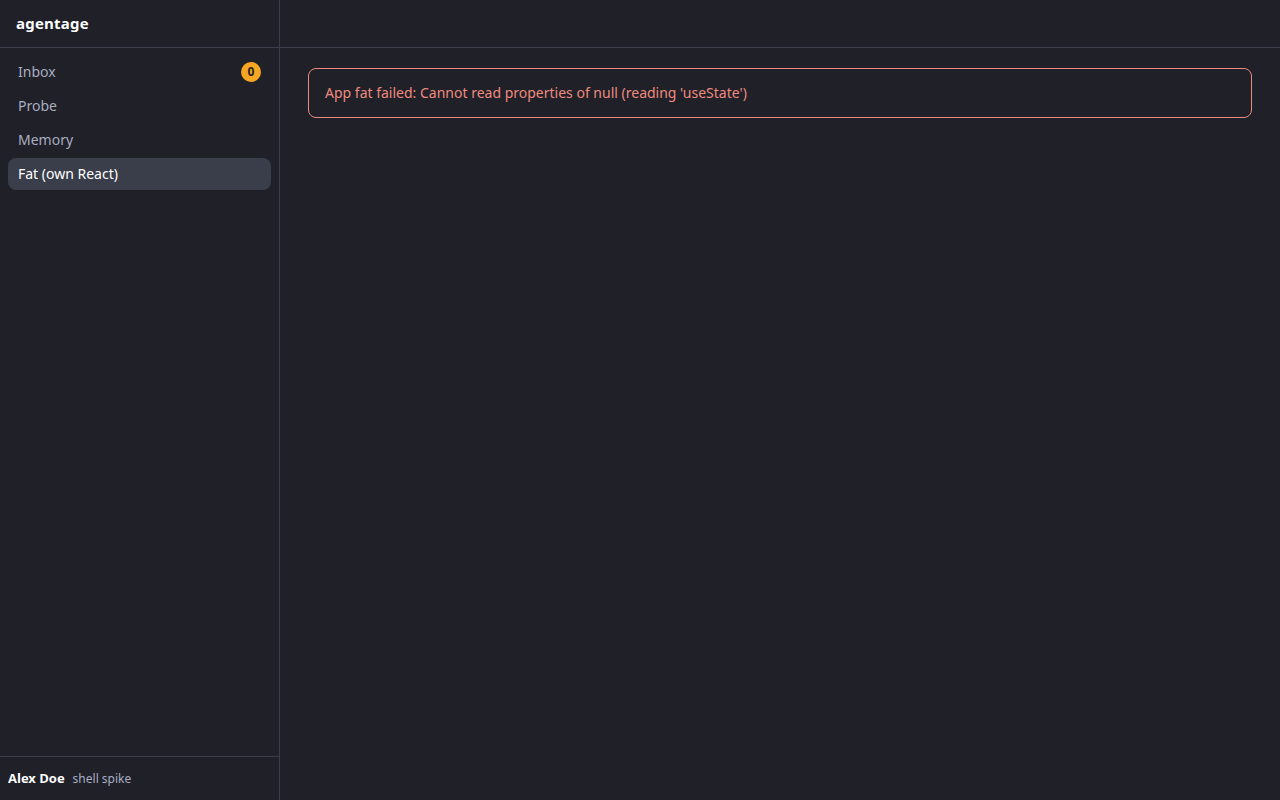 agentage
Inbox 0
Probe
Memory
Fat (own React)
App fat failed: Cannot read properties of null (reading 'useState')
Alex Doe shell spike